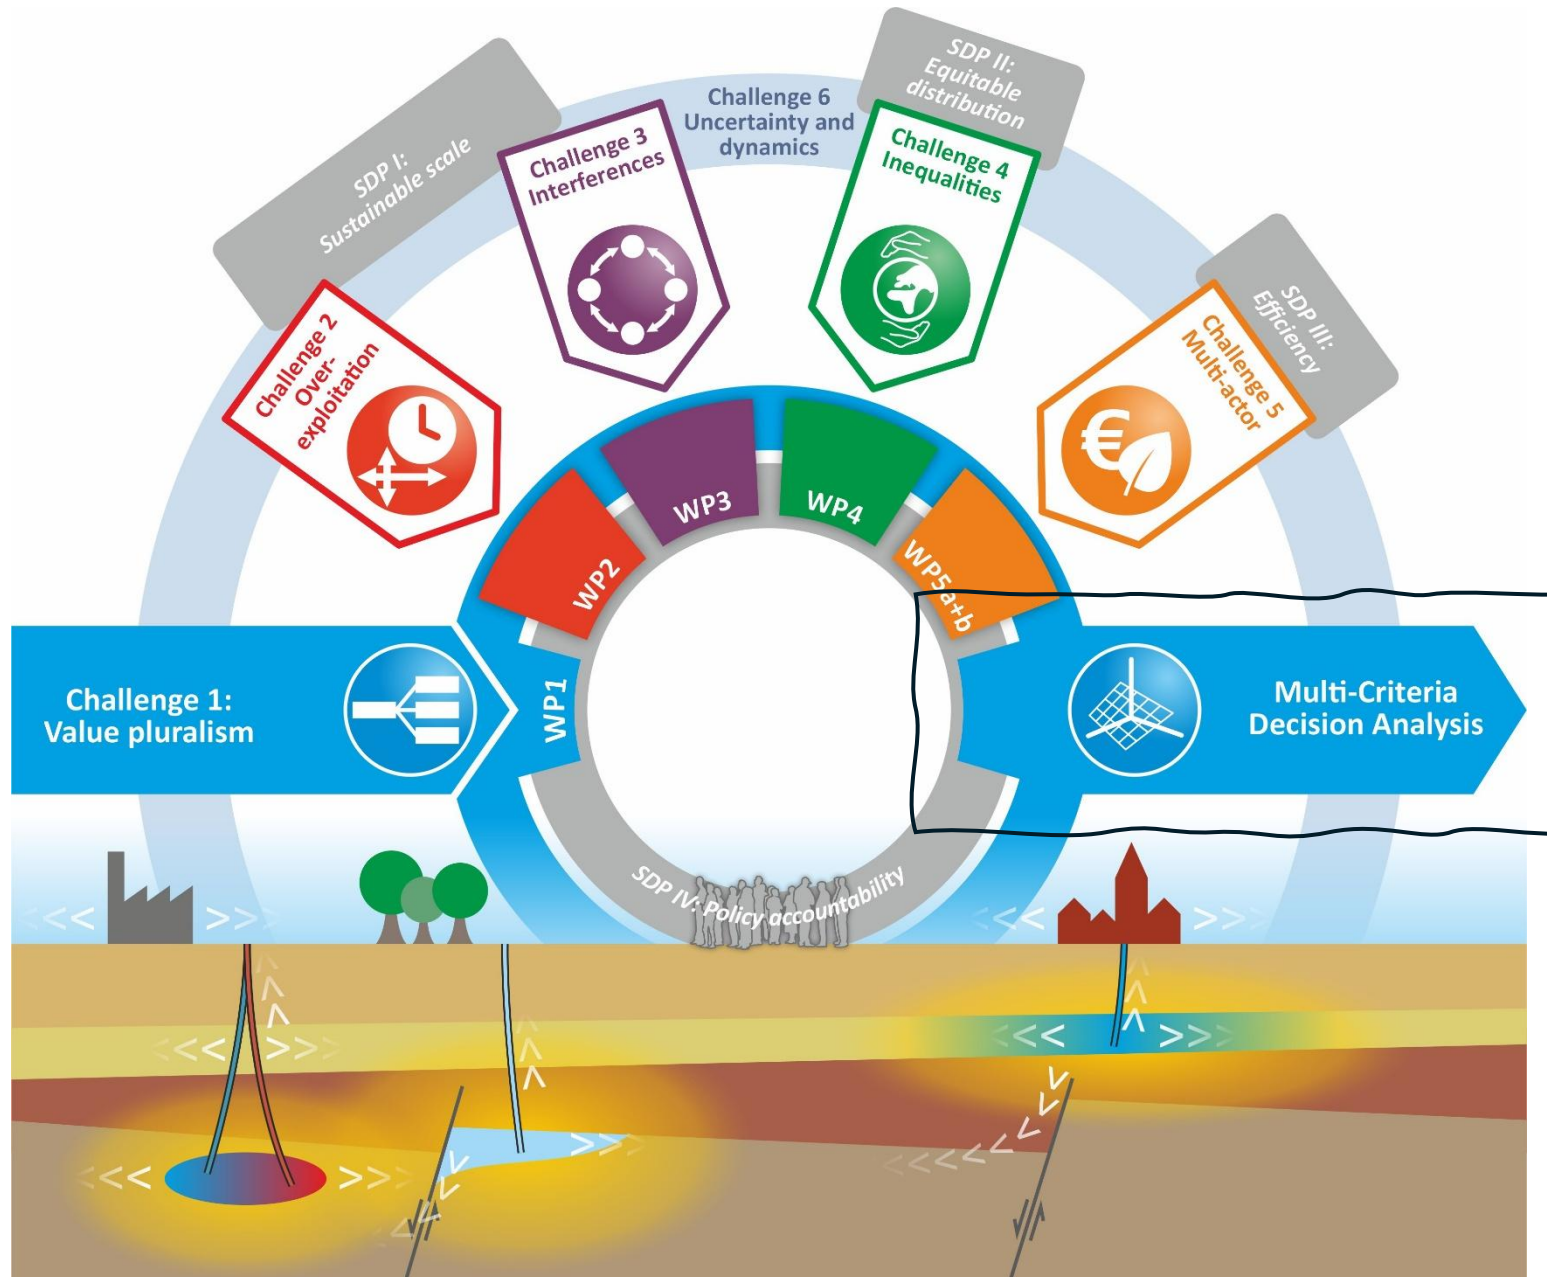 SDP I:
Sustainable scale
Challenge 3
Interferences
Challenge 6
Uncertainty and
dynamics
SDP II:
Equitable
distribution
Challenge 4
Inequalities
SDP III:
Efficiency
Challenge 2
Over-
exploitation
Challenge 5
Multi-actor
€
WP2
WP3
WP4
WP5a+b
Challenge 1:
Value pluralism
WP1
Multi-Criteria
Decision Analysis
SDP IV: Policy accountability